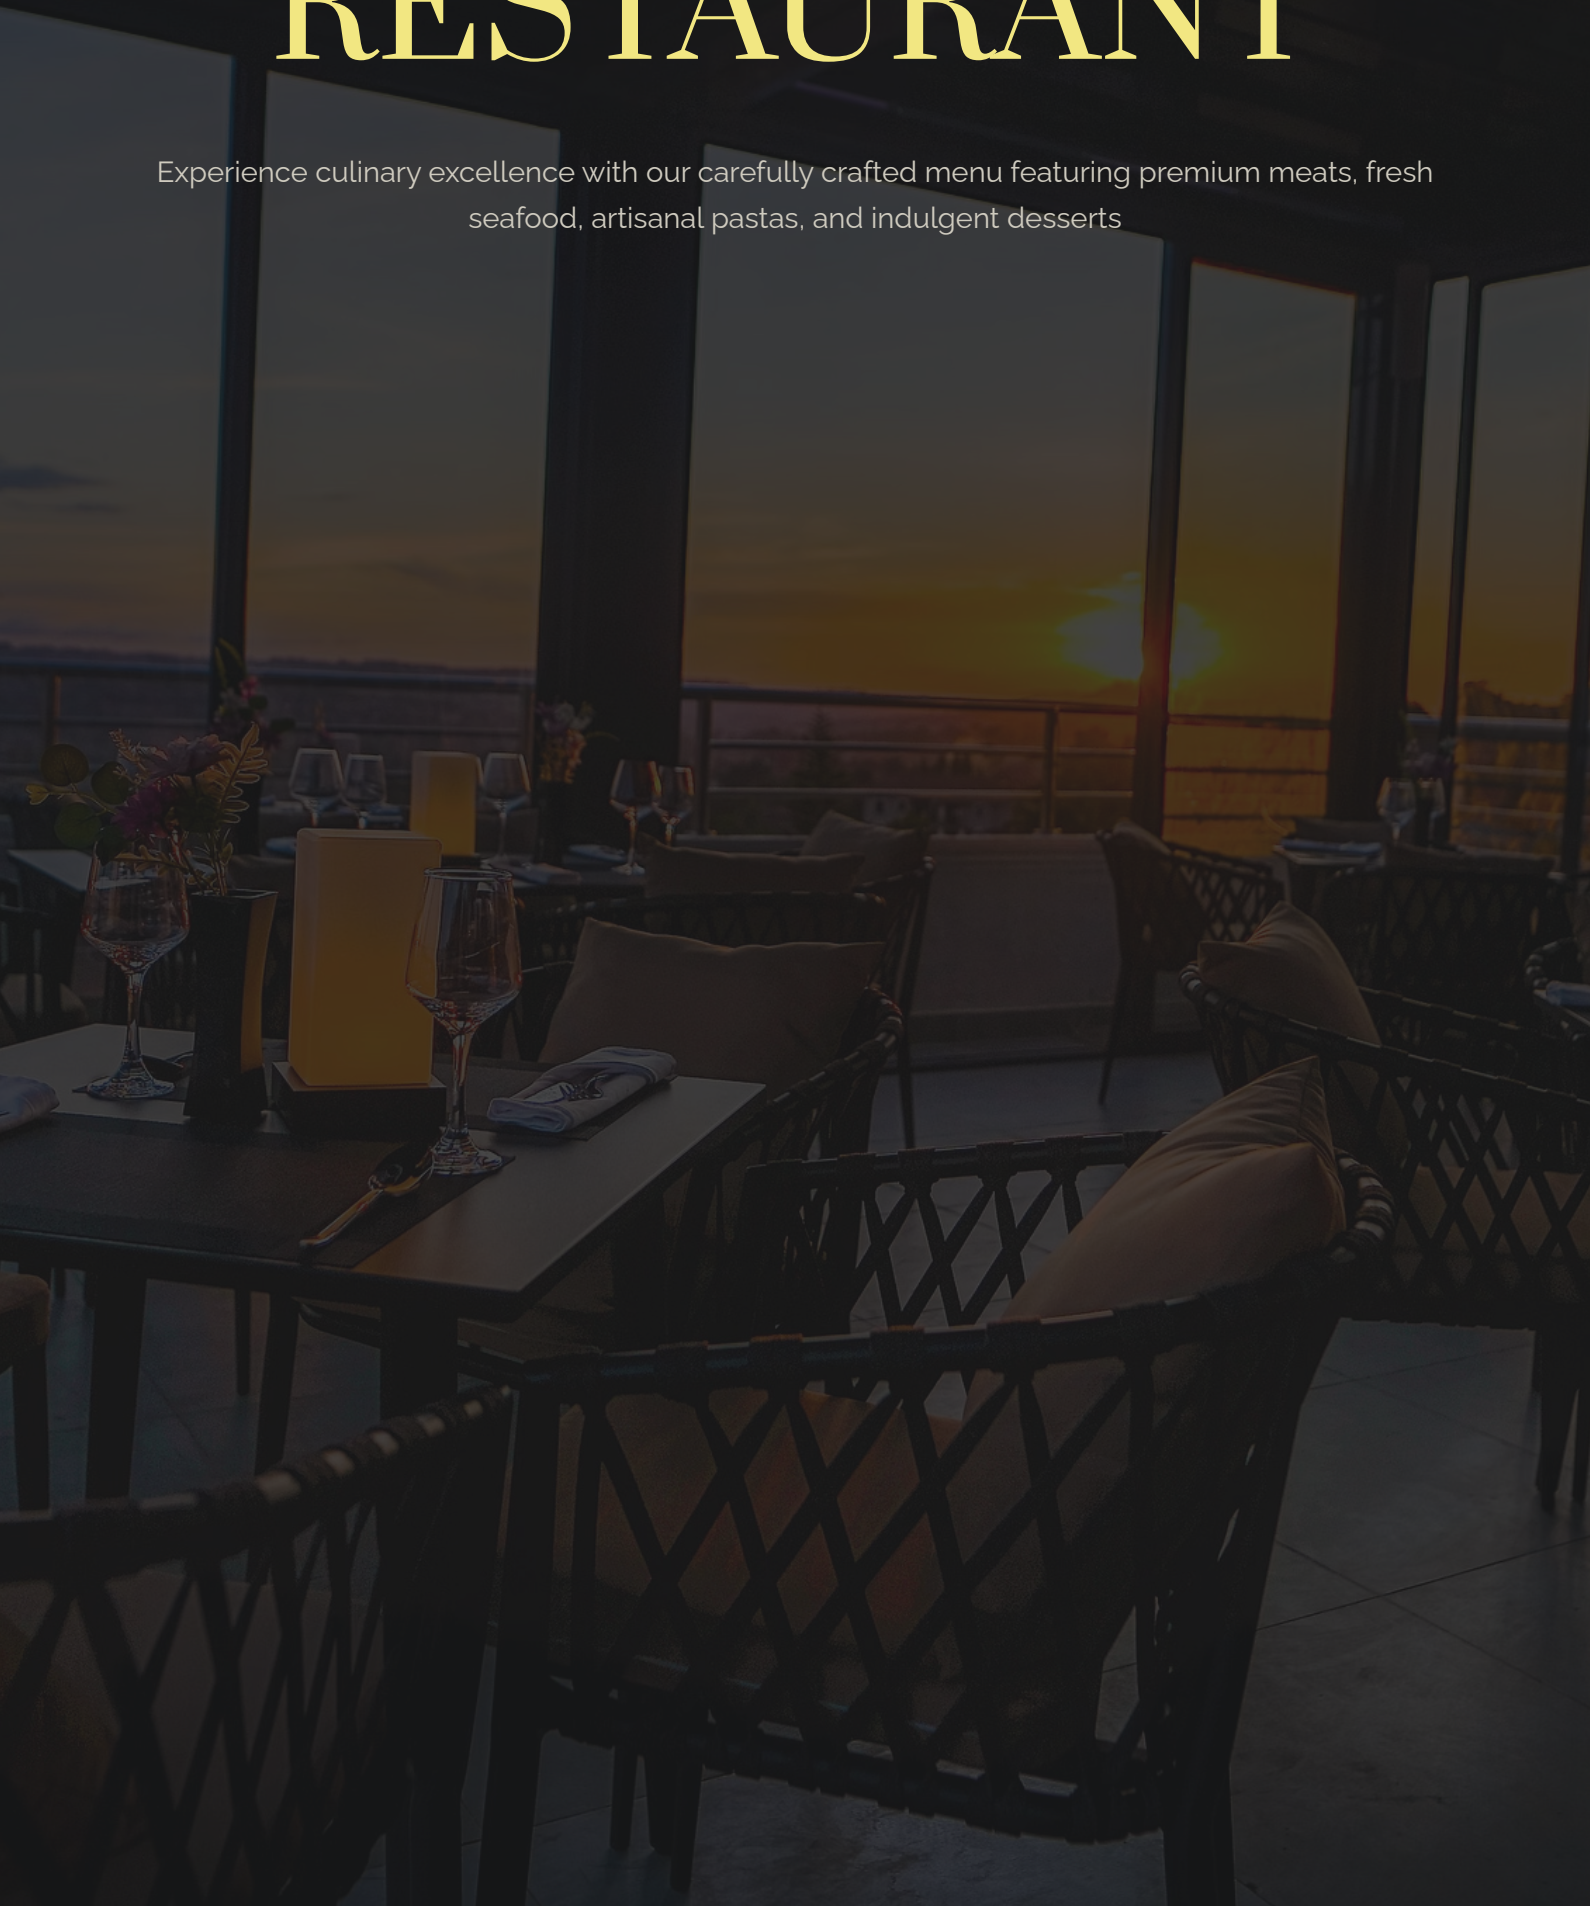 RESTAURANT
Experience culinary excellence with our carefully crafted menu featuring premium meats, fresh
seafood, artisanal pastas, and indulgent desserts